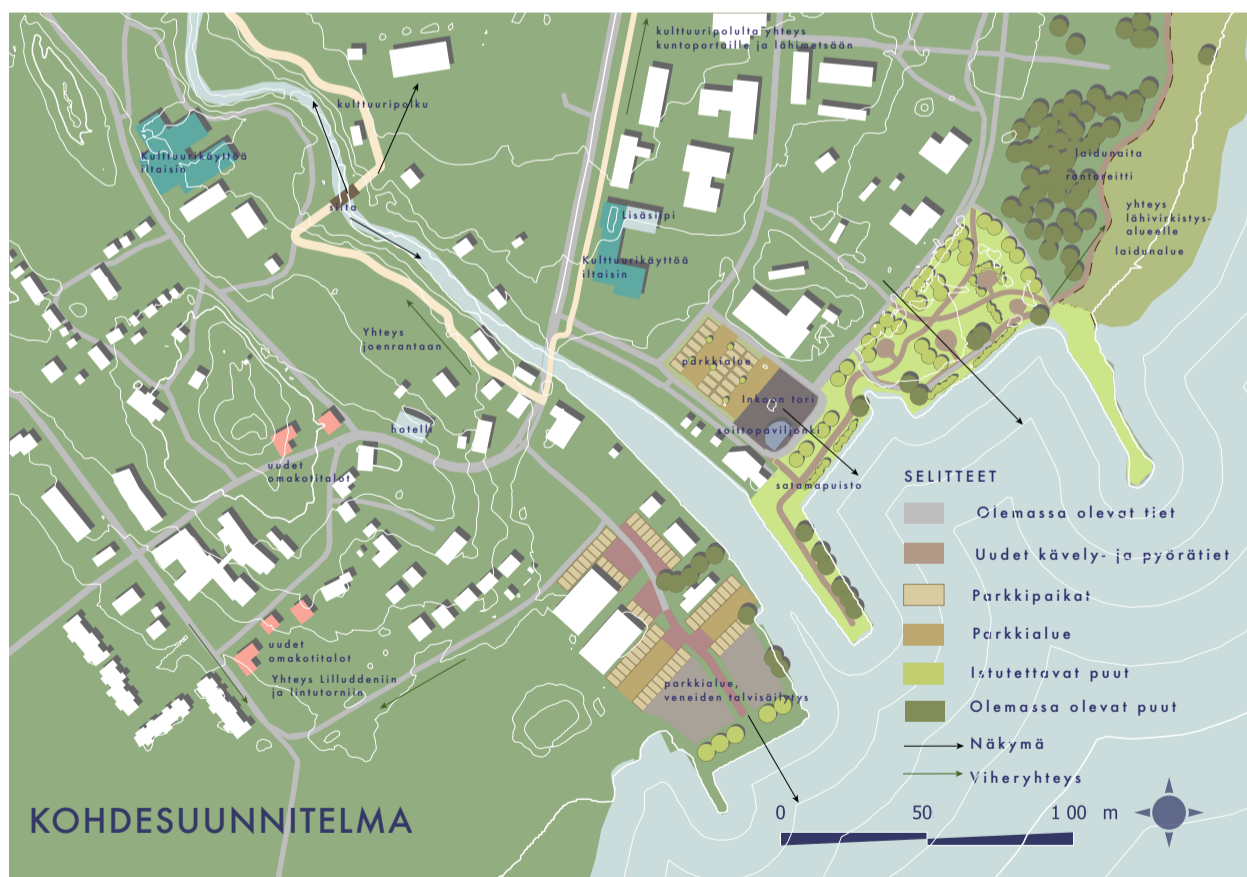 kulttuuripolulta yhteys
kuntoportaille ja lähimetsään
kulttuuripolku
Kulttuurikäyttöä
iltaisin
silta
Lisäsiipi
Kulttuurikäyttöä
iltaisin
laidunaita
rantareitti
yhteys
lähivirkistys-
alueelle
laidunalue
Yhteys
joenrantaan
parkkialue
Inkoon tori
soittopaviljonki
hotelli
uudet
omakotitalot
satamapuisto
uudet
omakotitalot
Yhteys Lilluddeniin
ja lintutorniin
parkkialue,
veneiden talvisäilytys
SELITTEET
Olemassa olevat tiet
Uudet kävely- ja pyörätiet
Parkkipaikat
Parkkialue
Istutettavat puut
Olemassa olevat puut
Näkymä
Viheryhteys
KOHDESUUNNITELMA
0 50 100 m